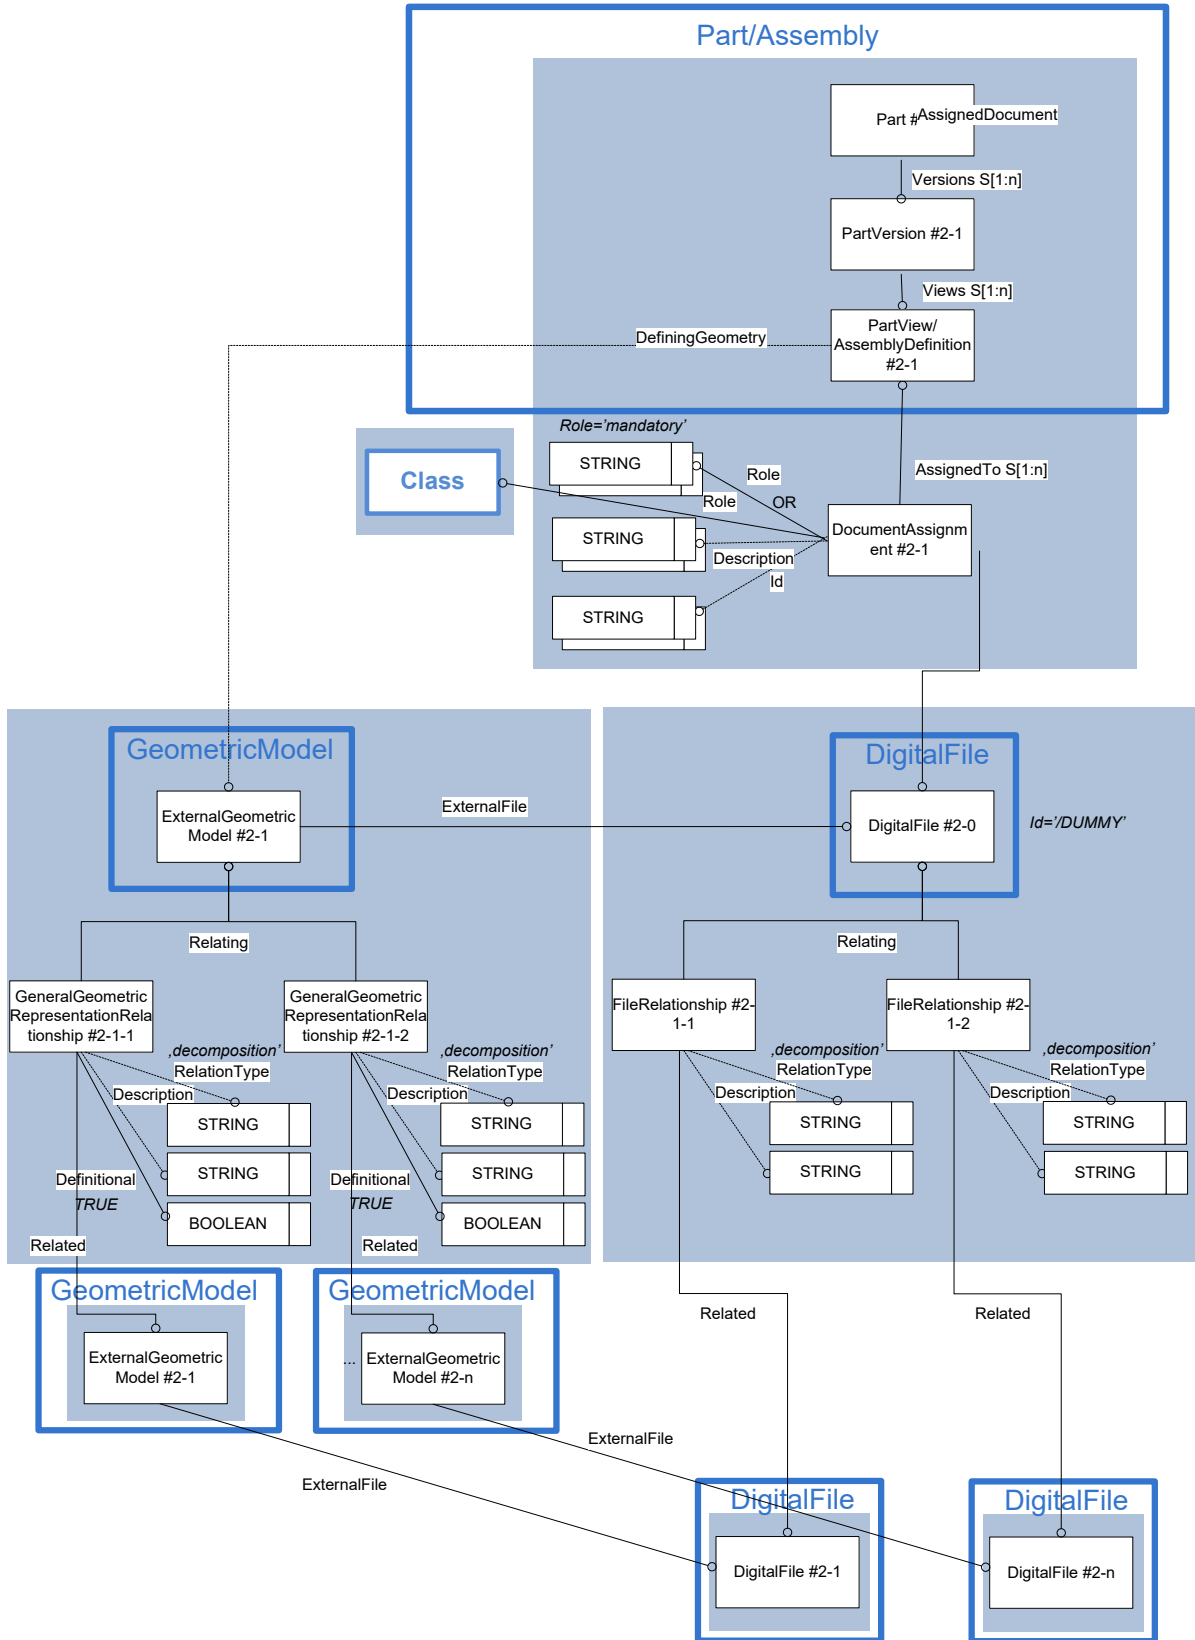 Part/Assembly
Part #
AssignedDocument
Versions S[1:n]
PartVersion #2-1
Views S[1:n]
PartView/
AssemblyDefinition
#2-1
DefiningGeometry
Role='mandatory'
STRING
Role
AssignedTo S[1:n]
Class
Role
OR
STRING
DocumentAssignm
ent #2-1
Description
Id
STRING
GeometricModel
DigitalFile
ExternalGeometric
Model #2-1
ExternalFile
DigitalFile #2-0
Id='/DUMMY'
Relating
Relating
GeneralGeometric
RepresentationRela
tionship #2-1-1
GeneralGeometric
RepresentationRela
tionship #2-1-2
FileRelationship #2-
1-1
FileRelationship #2-
1-2
‚decomposition’
RelationType
Description
STRING
STRING
Definitional
TRUE
BOOLEAN
Related
‚decomposition’
RelationType
Description
STRING
STRING
Definitional
TRUE
BOOLEAN
Related
‚decomposition’
RelationType
Description
STRING
STRING
‚decomposition’
RelationType
Description
STRING
STRING
GeometricModel
GeometricModel
Related
Related
ExternalGeometric
Model #2-1
...
ExternalGeometric
Model #2-n
ExternalFile
ExternalFile
DigitalFile
DigitalFile
DigitalFile #2-1
DigitalFile #2-n